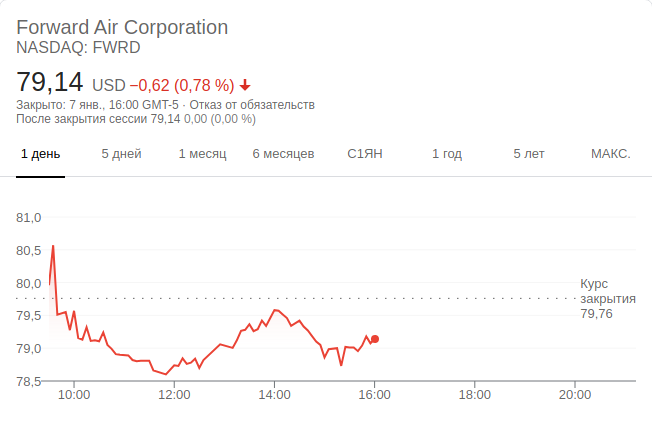 Forward Air Corporation
NASDAQ: FWRD
79,14 USD −0,62 (0,78 %)
Закрыто: 7 янв., 16:00 GMT-5 · Отказ от обязательств
После закрытия сессии 79,14 0,00 (0,00 %)
1 день 5 дней 1 месяц 6 месяцев С1ЯН 1 год 5 лет МАКС.
81,0
80,5
80,0
79,5
79,0
78,5
Курс
закрытия
79,76
10:00 12:00 14:00 16:00 18:00 20:00